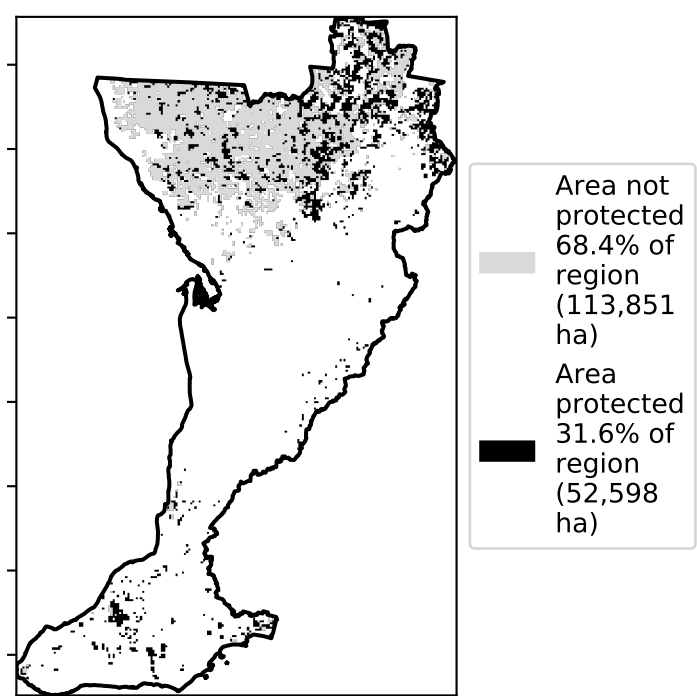 Area not
protected
68.4% of
region
(113,851
ha)
Area
protected
31.6% of
region
(52,598
ha)